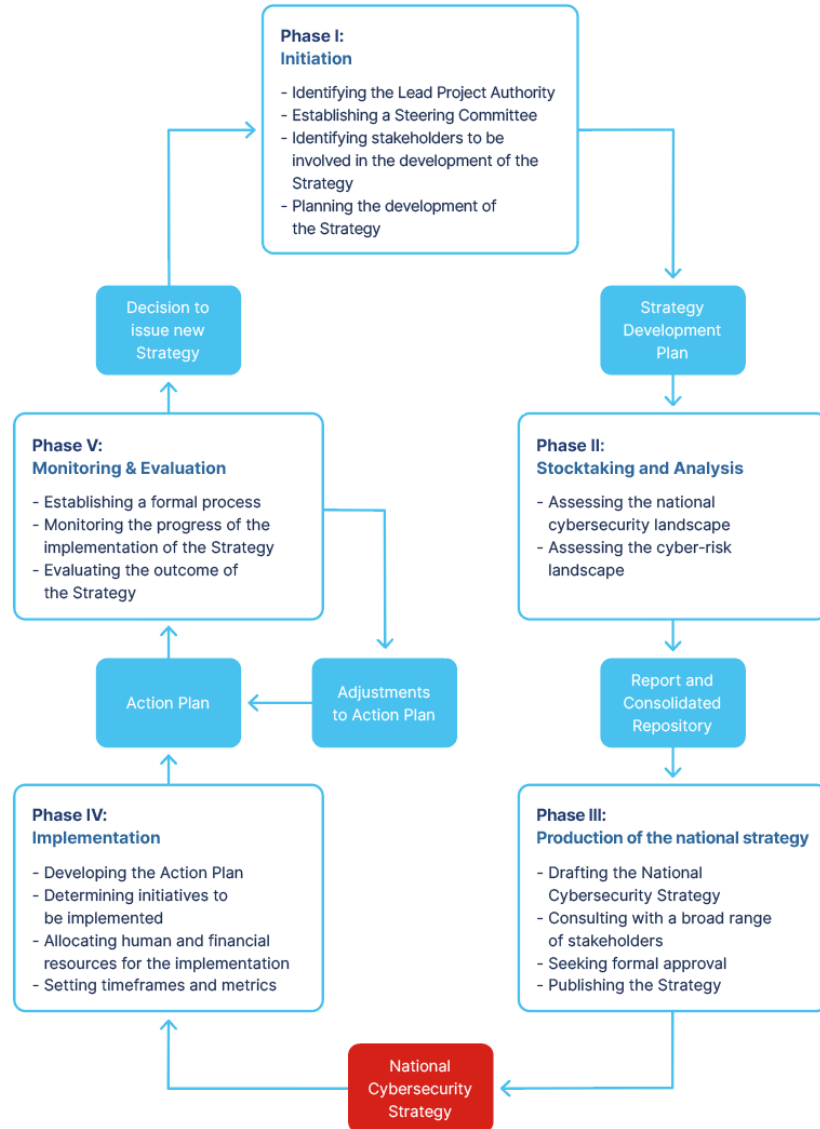 Phase I:
Initiation
- Identifying the Lead Project Authority
- Establishing a Steering Committee
- Identifying stakeholders to be
involved in the development of the
Strategy
- Planning the development of
the Strategy
Decision to
issue new
Strategy
Strategy
Development
Plan
Phase V:
Monitoring & Evaluation
- Establishing a formal process
- Monitoring the progress of the
implementation of the Strategy
- Evaluating the outcome of
the Strategy
Phase II:
Stocktaking and Analysis
- Assessing the national
cybersecurity landscape
- Assessing the cyber-risk
landscape
Action Plan
Adjustments
to Action Plan
Report and
Consolidated
Repository
Phase IV:
Implementation
- Developing the Action Plan
- Determining initiatives to
be implemented
- Allocating human and financial
resources for the implementation
- Setting timeframes and metrics
Phase III:
Production of the national strategy
- Drafting the National
Cybersecurity Strategy
- Consulting with a broad range
of stakeholders
- Seeking formal approval
- Publishing the Strategy
National
Cybersecurity
Strategy